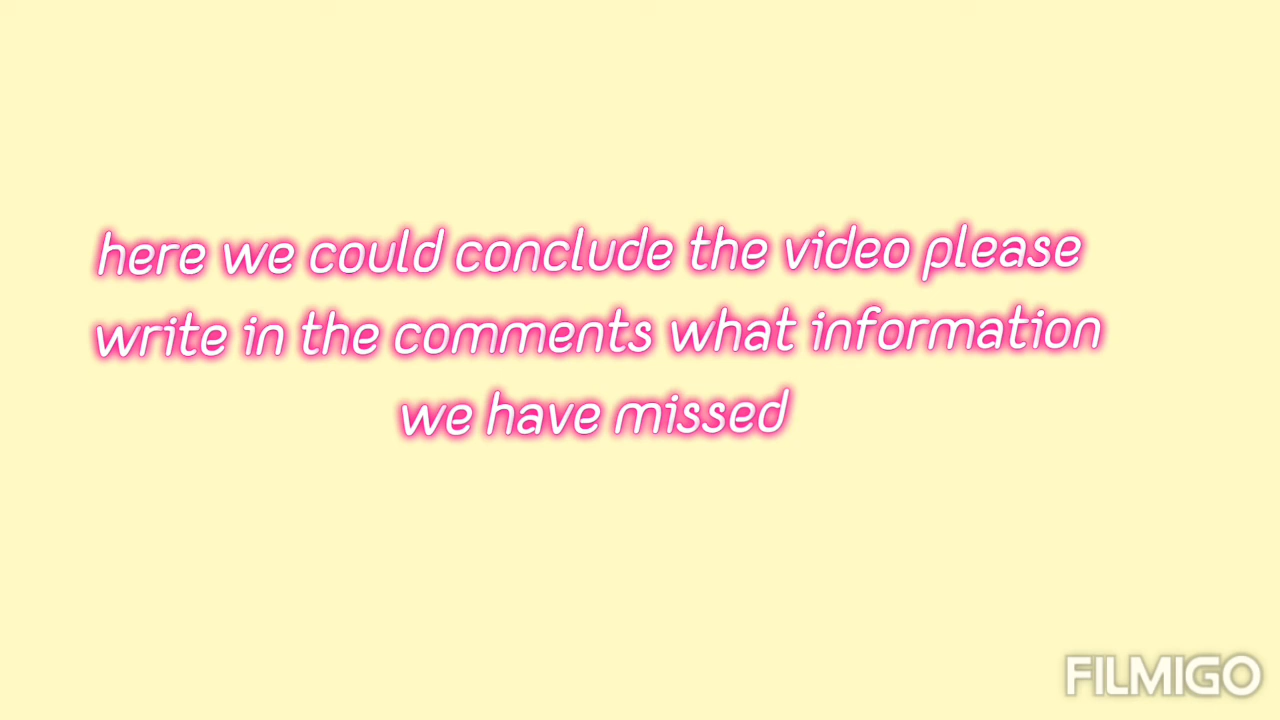 here we could conclude the video please
write in the comments what information
we have missed
FILMIGO